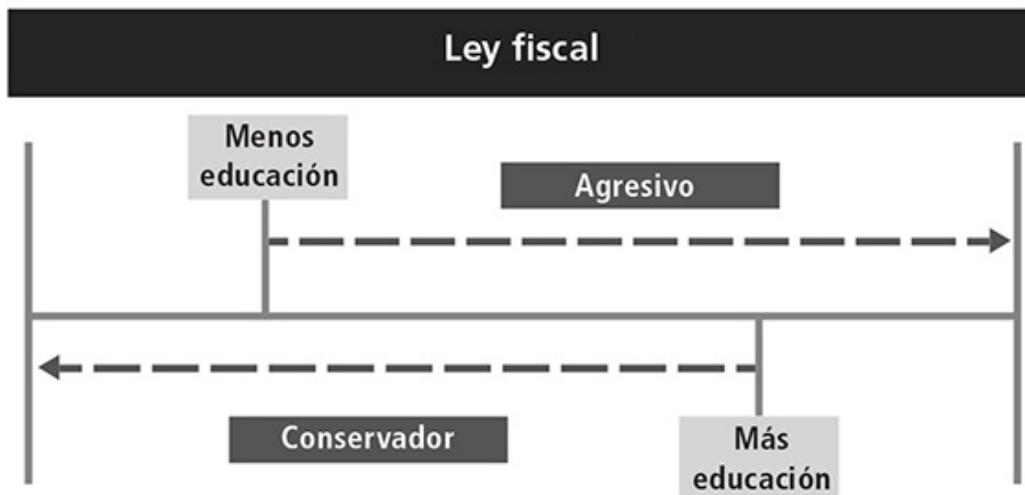 Ley fiscal
Menos
educación
Agresivo
Conservador
Más
educación